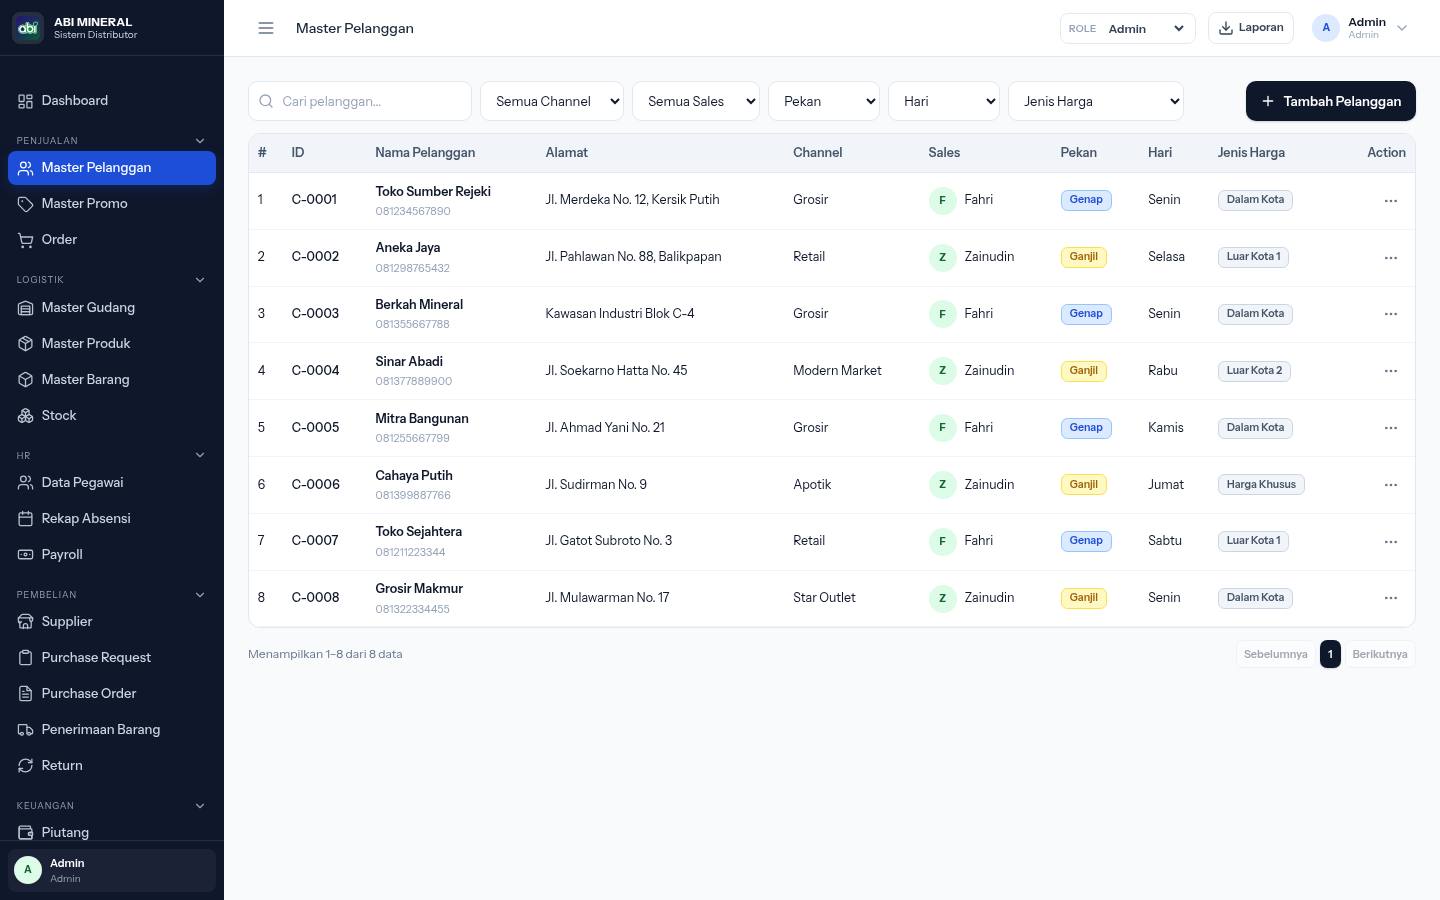 abi
ABI MINERAL
Sistem Distributor
Dashboard
PENJUALAN
Master Pelanggan
Master Promo
Order
LOGISTIK
Master Gudang
Master Produk
Master Barang
Stock
HR
Data Pegawai
Rekap Absensi
Payroll
PEMBELIAN
Supplier
Purchase Request
Purchase Order
Penerimaan Barang
Return
KEUANGAN
Piutang
A
Admin
Admin
Master Pelanggan
ROLE Admin
Laporan
A
Admin
Admin
Cari pelanggan...
Semua Channel
Semua Sales
Pekan
Hari
Jenis Harga
Tambah Pelanggan
# ID Nama Pelanggan Alamat Channel Sales Pekan Hari Jenis Harga Action
1 C-0001 Toko Sumber Rejeki Jl. Merdeka No. 12, Kersik Putih Grosir F Fahri Genap Senin Dalam Kota ...
081234567890
2 C-0002 Aneka Jaya Jl. Pahlawan No. 88, Balikpapan Retail Z Zainudin Ganjil Selasa Luar Kota 1 ...
081298765432
3 C-0003 Berkah Mineral Kawasan Industri Blok C-4 Grosir F Fahri Genap Senin Dalam Kota ...
081355667788
4 C-0004 Sinar Abadi Jl. Soekarno Hatta No. 45 Modern Market Z Zainudin Ganjil Rabu Luar Kota 2 ...
081377889900
5 C-0005 Mitra Bangunan Jl. Ahmad Yani No. 21 Grosir F Fahri Genap Kamis Dalam Kota ...
081255667799
6 C-0006 Cahaya Putih Jl. Sudirman No. 9 Apotik Z Zainudin Ganjil Jumat Harga Khusus ...
081399887766
7 C-0007 Toko Sejahtera Jl. Gatot Subroto No. 3 Retail F Fahri Genap Sabtu Luar Kota 1 ...
081211223344
8 C-0008 Grosir Makmur Jl. Mulawarman No. 17 Star Outlet Z Zainudin Ganjil Senin Dalam Kota ...
081322334455
Menampilkan 1–8 dari 8 data
Sebelumnya 1 Berikutnya